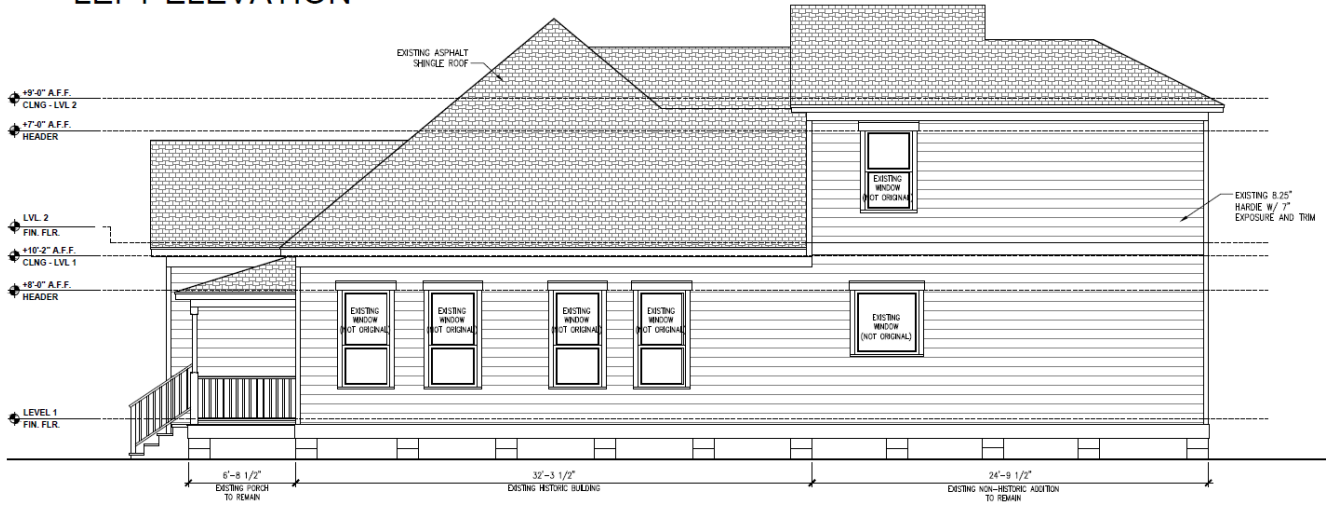 LEFT ELEVATION
EXISTING ASPHALT
SHINGLE ROOF
+9'-0" A.F.F.
CLNG - LVL 2
+7'-0" A.F.F.
HEADER
EXISTING
WINDOW
(NOT ORIGINAL)
EXISTING 8.25"
HARDIE W/ 7"
EXPOSURE AND TRIM
LVL. 2
FIN. FLR.
+10'-2" A.F.F.
CLNG - LVL 1
+8'-0" A.F.F.
HEADER
EXISTING
WINDOW
(NOT ORIGINAL)
EXISTING
WINDOW
(NOT ORIGINAL)
EXISTING
WINDOW
(NOT ORIGINAL)
EXISTING
WINDOW
(NOT ORIGINAL)
EXISTING
WINDOW
(NOT ORIGINAL)
LEVEL 1
FIN. FLR.
6'-8 1/2"
EXISTING PORCH
TO REMAIN
32'-3 1/2"
EXISTING HISTORIC BUILDING
24'-9 1/2"
EXISTING NON-HISTORIC ADDITION
TO REMAIN